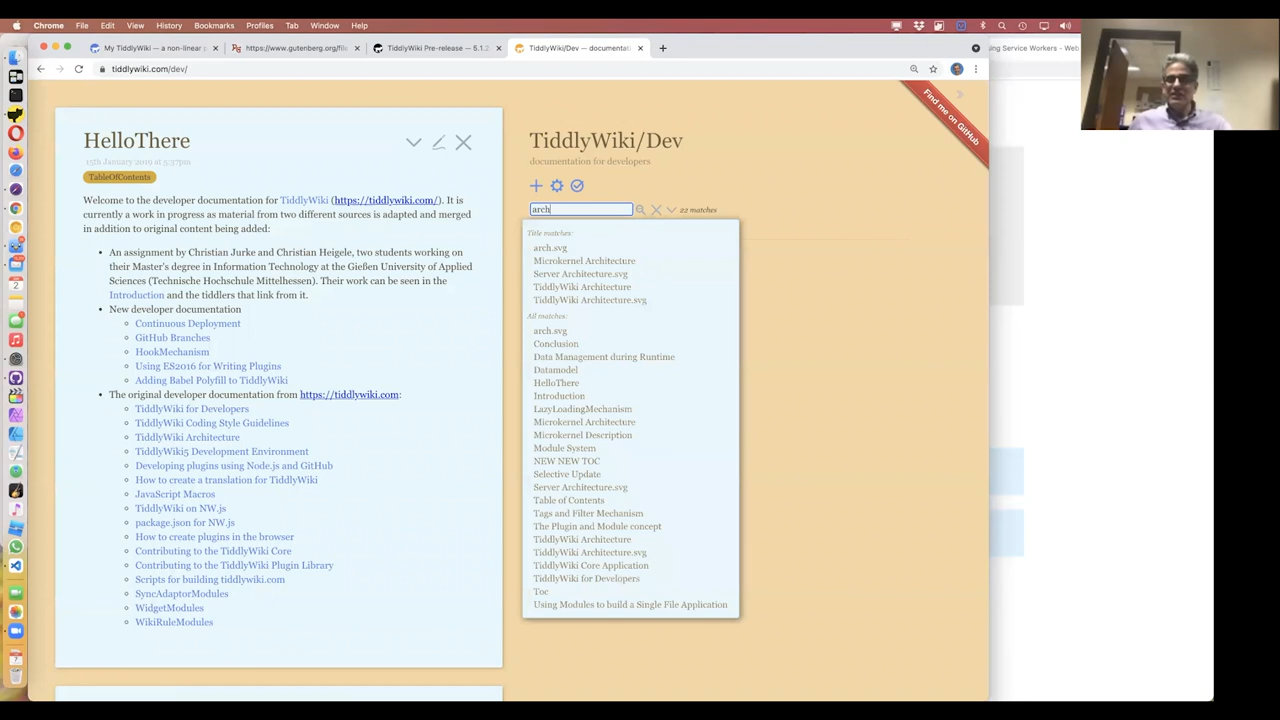 Chrome File Edit View History Bookmarks Profiles Tab Window Help
My TiddlyWiki — a non-linear p
https://www.gutenberg.org/file
TiddlyWiki Pre-release — 5.1.2
TiddlyWiki/Dev — documentat
ing Service Workers - Web
tiddlywiki.com/dev/
Find me on GitHub
HelloThere
15th January 2019 at 5:37pm
TableOfContents
Welcome to the developer documentation for TiddlyWiki (https://tiddlywiki.com/). It is
currently a work in progress as material from two different sources is adapted and merged
in addition to original content being added:
An assignment by Christian Jurke and Christian Heigele, two students working on
their Master's degree in Information Technology at the Gießen University of Applied
Sciences (Technische Hochschule Mittelhessen). Their work can be seen in the
Introduction and the tiddlers that link from it.
New developer documentation
Continuous Deployment
GitHub Branches
HookMechanism
Using ES2016 for Writing Plugins
Adding Babel Polyfill to TiddlyWiki
The original developer documentation from https://tiddlywiki.com:
TiddlyWiki for Developers
TiddlyWiki Coding Style Guidelines
TiddlyWiki Architecture
TiddlyWiki5 Development Environment
Developing plugins using Node.js and GitHub
How to create a translation for TiddlyWiki
JavaScript Macros
TiddlyWiki on NW.js
package.json for NW.js
How to create plugins in the browser
Contributing to the TiddlyWiki Core
Contributing to the TiddlyWiki Plugin Library
Scripts for building tiddlywiki.com
SyncAdaptorModules
WidgetModules
WikiRuleModules
TiddlyWiki/Dev
documentation for developers
arch
22 matches
Title matches:
arch.svg
Microkernel Architecture
Server Architecture.svg
TiddlyWiki Architecture
TiddlyWiki Architecture.svg
All matches:
arch.svg
Conclusion
Data Management during Runtime
Datamodel
HelloThere
Introduction
LazyLoadingMechanism
Microkernel Architecture
Microkernel Description
Module System
NEW NEW TOC
Selective Update
Server Architecture.svg
Table of Contents
Tags and Filter Mechanism
The Plugin and Module concept
TiddlyWiki Architecture
TiddlyWiki Architecture.svg
TiddlyWiki Core Application
TiddlyWiki for Developers
Toc
Using Modules to build a Single File Application